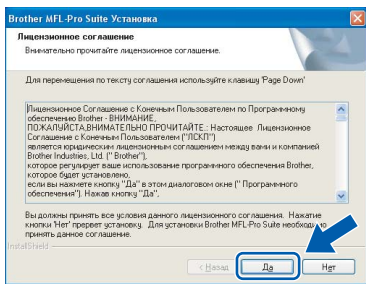 Brother MFL-Pro Suite Установка
Лицензионное соглашение
Внимательно прочитайте лицензионное соглашение.
Для перемещения по тексту соглашения используйте клавишу 'Page Down'
Лицензионное Соглашение с Конечным Пользователем по Программному
обеспечению Brother - ВНИМАНИЕ,
ПОЖАЛУЙСТА,ВНИМАТЕЛЬНО ПРОЧИТАЙТЕ.: Настоящее Лицензионное
Соглашение с Конечным Пользователем ("ЛСКП")
является юридическим лицензионным соглашением между вами и компанией
Brother Industries, Ltd. (" Brother"),
которое регулирует ваше использование программного обеспечения Brother,
которое будет установлено,
если вы нажмете кнопку "Да" в этом диалоговом окне (" Программного
обеспечения"). Нажав кнопку "Да",
Вы должны принять все условия данного лицензионного соглашения. Нажатие
кнопки 'Нет' прервет установку. Для установки Brother MFL-Pro Suite необходимо
принять данное соглашение.
InstallShield
< Назад Да Нет